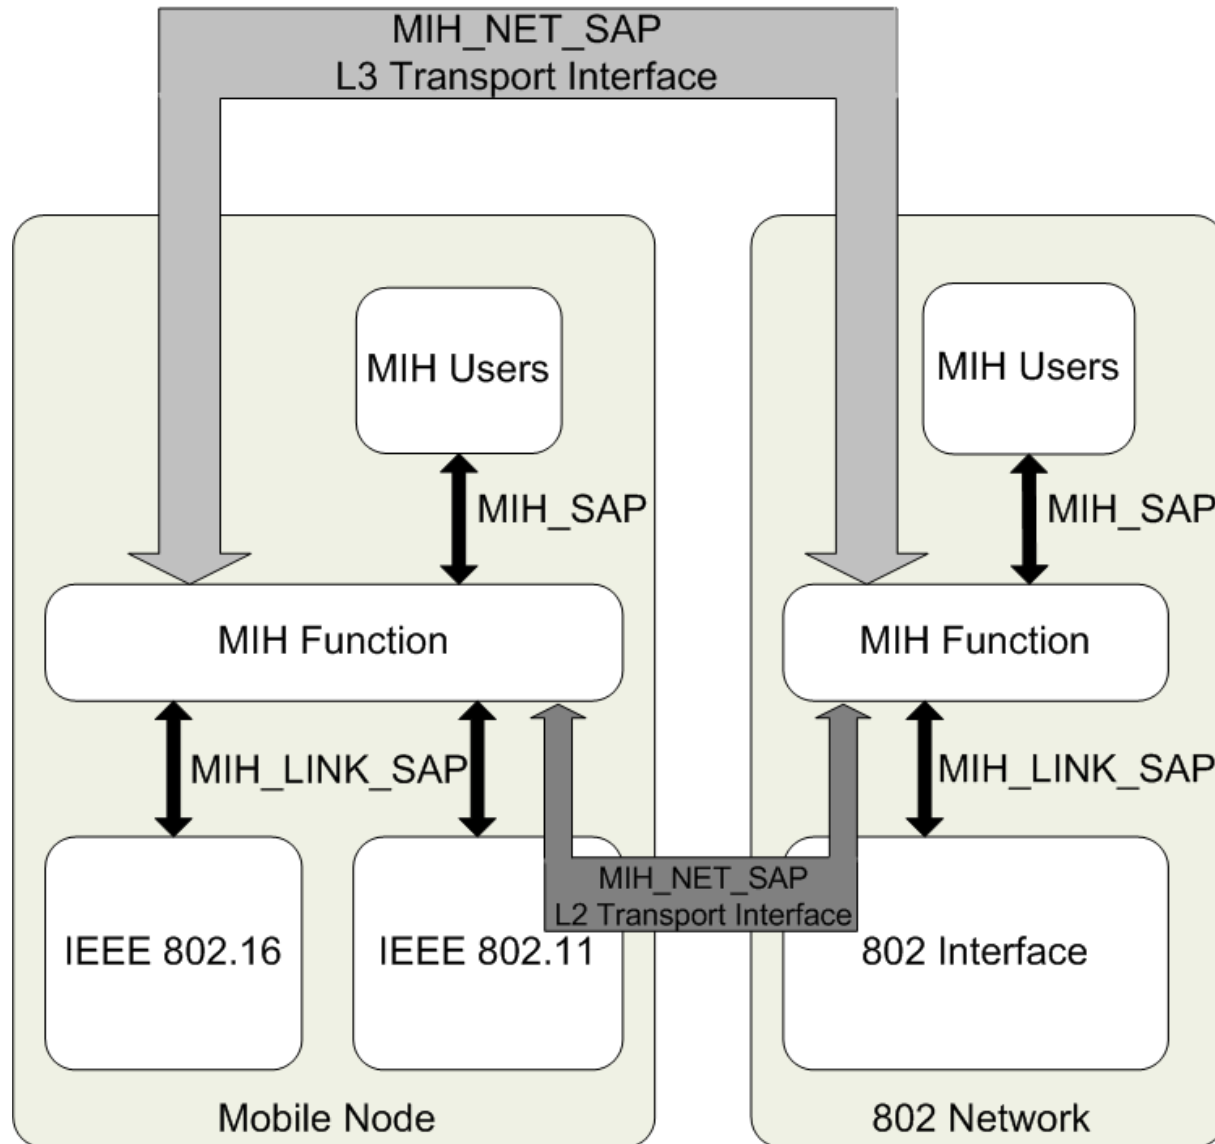 MIH_NET_SAP
L3 Transport Interface
MIH Users
MIH Users
MIH_SAP
MIH_SAP
MIH Function
MIH Function
MIH_LINK_SAP
MIH_LINK_SAP
MIH_NET_SAP
L2 Transport Interface
IEEE 802.16
IEEE 802.11
802 Interface
Mobile Node
802 Network